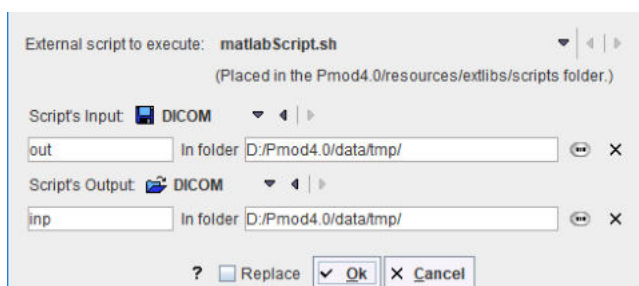 External script to execute: matlabScript.sh
(Placed in the Pmod4.0/resources/extlibs/scripts folder.)
Script's Input: DICOM
out In folder D:/Pmod4.0/data/tmp/
Script's Output: DICOM
inp In folder D:/Pmod4.0/data/tmp/
? Replace Ok Cancel